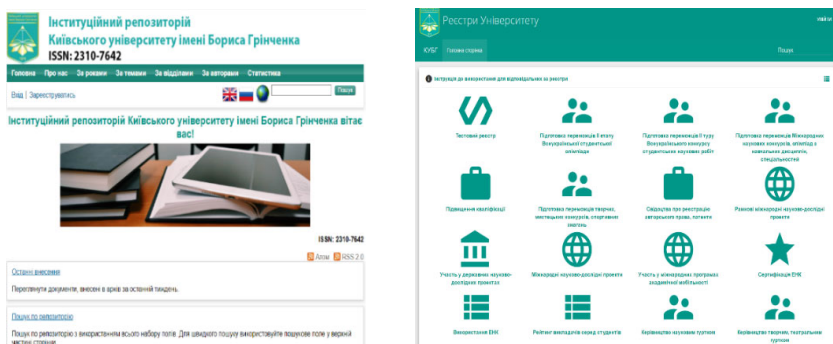 Інституційний репозиторій
Київського університету імені Бориса Грінченка
ISSN: 2310-7642
Головна Про нас За роками За темами За відділами За авторами Статистика
Вхід | Зареєструватись
Пошук
Інституційний репозиторій Київського університету імені Бориса Грінченка вітає
вас!
ISSN: 2310-7642
Атом RSS 2.0
Останні внесення
Переглянути документи, внесені в архів за останній тиждень.
Пошук по репозиторію
Пошук по репозиторію з використанням всього набору полів. Для швидкого пошуку використовуйте пошукове поле у верхній
частині сторінки.
Реєстри Університету
КУБГ Головна сторінка Пошук
Інструкція до використання для відповідальних за реєстри
Тестовий реєстр
Підготовка переможців ІІ етапу
Всеукраїнської студентської
олімпіади
Підготовка переможців ІІ туру
Всеукраїнського конкурсу
студентських наукових робіт
Підготовка переможців Міжнародних
наукових конкурсів, олімпіад з
навчальних дисциплін,
спеціальностей
Підвищення кваліфікації
Підготовка переможців творчих,
мистецьких конкурсів, спортивних
змагань
Свідоцтва про реєстрацію
авторського права, патенти
Рамкові міжнародні науково-дослідні
проекти
Участь у державних науково-
дослідних проектах
Міжнародні науково-дослідні проекти
Участь у міжнародних програмах
академічної мобільності
Сертифікація ЕНК
Використання ЕНК
Рейтинг викладачів серед студентів
Керівництво науковим гуртком
Керівництво творчим, театральним
гуртком